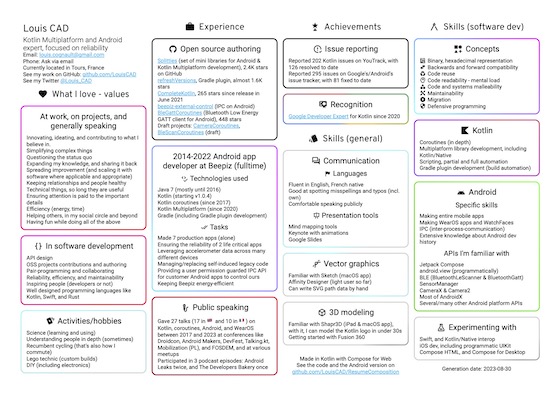 Louis CAD
Kotlin Multiplatform and Android
expert, focused on reliability
Email: louis.cognault@gmail.com
Phone: Ask via email
Currently located in Tours, France
See my work on GitHub: github.com/LouisCAD
See my Twitter @Louis_CAD
What I love - values
At work, on projects, and
generally speaking
Innovating, ideating, and contributing to what I
believe in.
Simplifying complex things
Questioning the status quo
Expanding my knowledge, and sharing it back
Spreading improvement (and scaling it with
software where applicable and appropriate)
Keeping relationships and people healthy
Technical things, so long they are useful
Ensuring attention is paid to the important
details
Efficiency (energy, time)
Helping others, in my social circle and beyond
Having fun while doing all of the above
In software development
API design
OSS projects contributions and authoring
Pair-programming and collaborating
Reliability, efficiency, and maintainability
Inspiring people (developers or not)
Well designed programming languages like
Kotlin, Swift, and Rust
Activities/hobbies
Science (learning and using)
Understanding people in depth (sometimes)
Recumbent cycling (that's also how I
commute)
Lego technic (custom builds)
DIY (including electronics)
Experience
Open source authoring
Splitties (set of mini libraries for Android &
Kotlin Multiplatform development), 2.4K stars
on GitHub
refreshVersions, Gradle plugin, almost 1.6K
stars
CompleteKotlin, 265 stars since release in
June 2021
beepiz-external-control (IPC on Android)
BleGattCoroutines (Bluetooth Low Energy
GATT client for Android), 448 stars
Draft projects: CameraCoroutines,
BleScanCoroutines (draft)
2014-2022 Android app
developer at Beepiz (fulltime)
Technologies used
Java 7 (mostly until 2016)
Kotlin (starting v1.0.4)
Kotlin coroutines (since 2017)
Kotlin Multiplatform (since 2020)
Gradle (including Gradle plugin development)
Tasks
Made 7 production apps (alone)
Ensuring the reliability of 2 life critical apps
Leveraging accelerometer data across many
different devices
Managing/replacing self-induced legacy code
Providing a user permission guarded IPC API
for customer Android apps to control ours.
Keeping Beepiz energy-efficient
Public speaking
Gave 27 talks (17 in and 10 in ) on
Kotlin, coroutines, Android, and WearOS
between 2017 and 2023 at conferences like
Droidcon, Android Makers, DevFest, Talking.kt,
Mobilization (PL), FOSDEM, and at various
meetups
Participated in 3 podcast episodes: Android
Leaks twice, and The Developers Bakery once
Achievements
Issue reporting
Reported 202 Kotlin issues on YouTrack, with
126 resolved to date
Reported 295 issues on Google's/Android's
issue tracker, with 81 fixed to date
Recognition
Google Developer Expert for Kotlin since 2020
Skills (general)
Communication
Languages
Fluent in English, French native
Good at spotting misspellings and typos (incl.
own)
Comfortable speaking publicly
Presentation tools
Mind mapping tools
Keynote with animations
Google Slides
Vector graphics
Familiar with Sketch (macOS app)
Affinity Designer (light user so far)
Can write SVG path data by hand
3D modeling
Familiar with Shapr3D (iPad & macOS app),
with it, I can model the Kotlin logo in under 30s
Getting started with Fusion 360
Made in Kotlin with Compose for Web
See the code and the Android version on
github.com/LouisCAD/ResumeComposition
Skills (software dev)
Concepts
Binary, hexadecimal representation
Backwards and forward compatibility
Code reuse
Code readability - mental load
Code and systems malleability
Maintainability
Migration
Defensive programming
Kotlin
Coroutines (in depth)
Multiplatform library development, including
Kotlin/Native
Scripting, partial and full automation
Gradle plugin development (build automation)
Android
Specific skills
Making entire mobile apps
Making WearOS apps and WatchFaces
IPC (inter-process-communication)
Extensive knowledge about Android dev
history
APIs I'm familiar with
Jetpack Compose
android.view (programmatically)
BLE (BluetoothLeScanner & BluetoothGatt)
SensorManager
CameraX & Camera2
Most of AndroidX
Several/many other Android platform APIs
Experimenting with
Swift, and Kotlin/Native interop
iOS dev, including programmatic UIKit
Compose HTML, and Compose for Desktop
Generation date: 2023-08-30